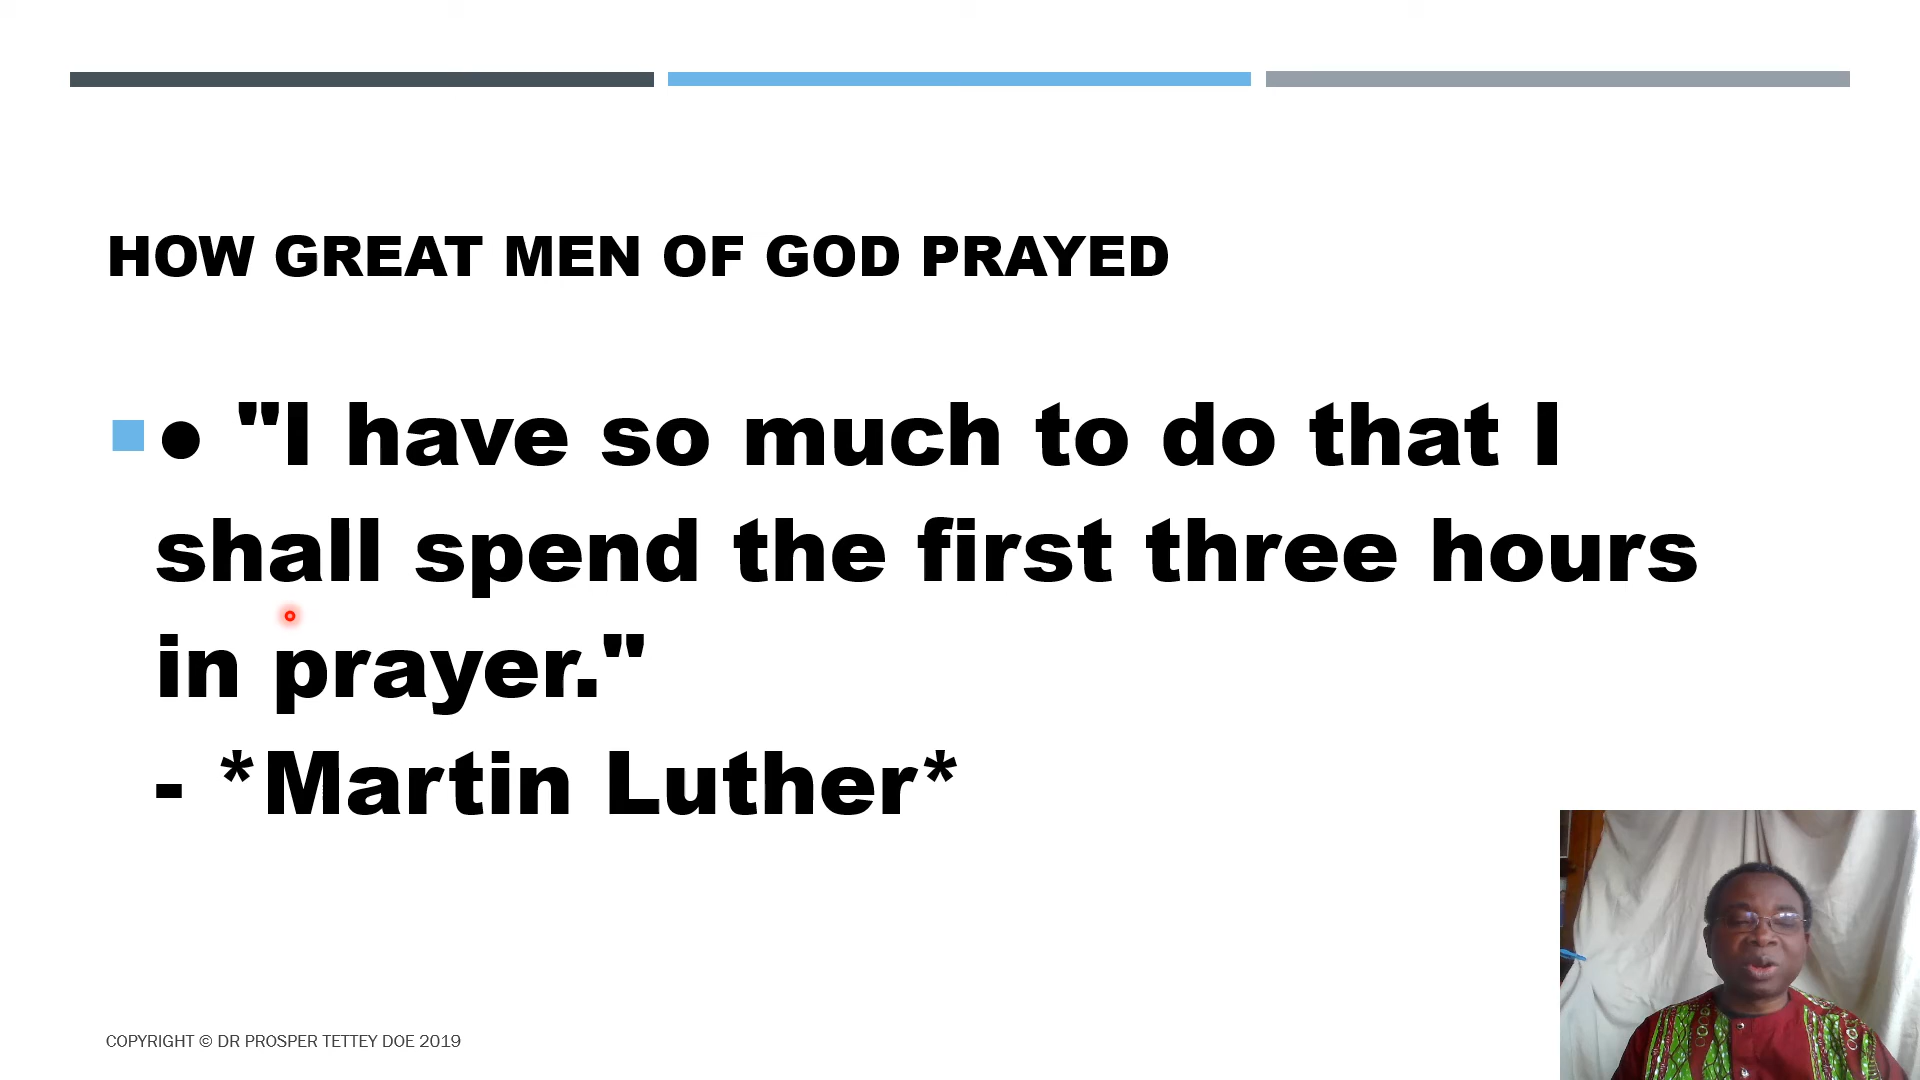 HOW GREAT MEN OF GOD PRAYED
● "I have so much to do that I
shall spend the first three hours
in prayer."
- *Martin Luther*
COPYRIGHT © DR PROSPER TETTEY DOE 2019